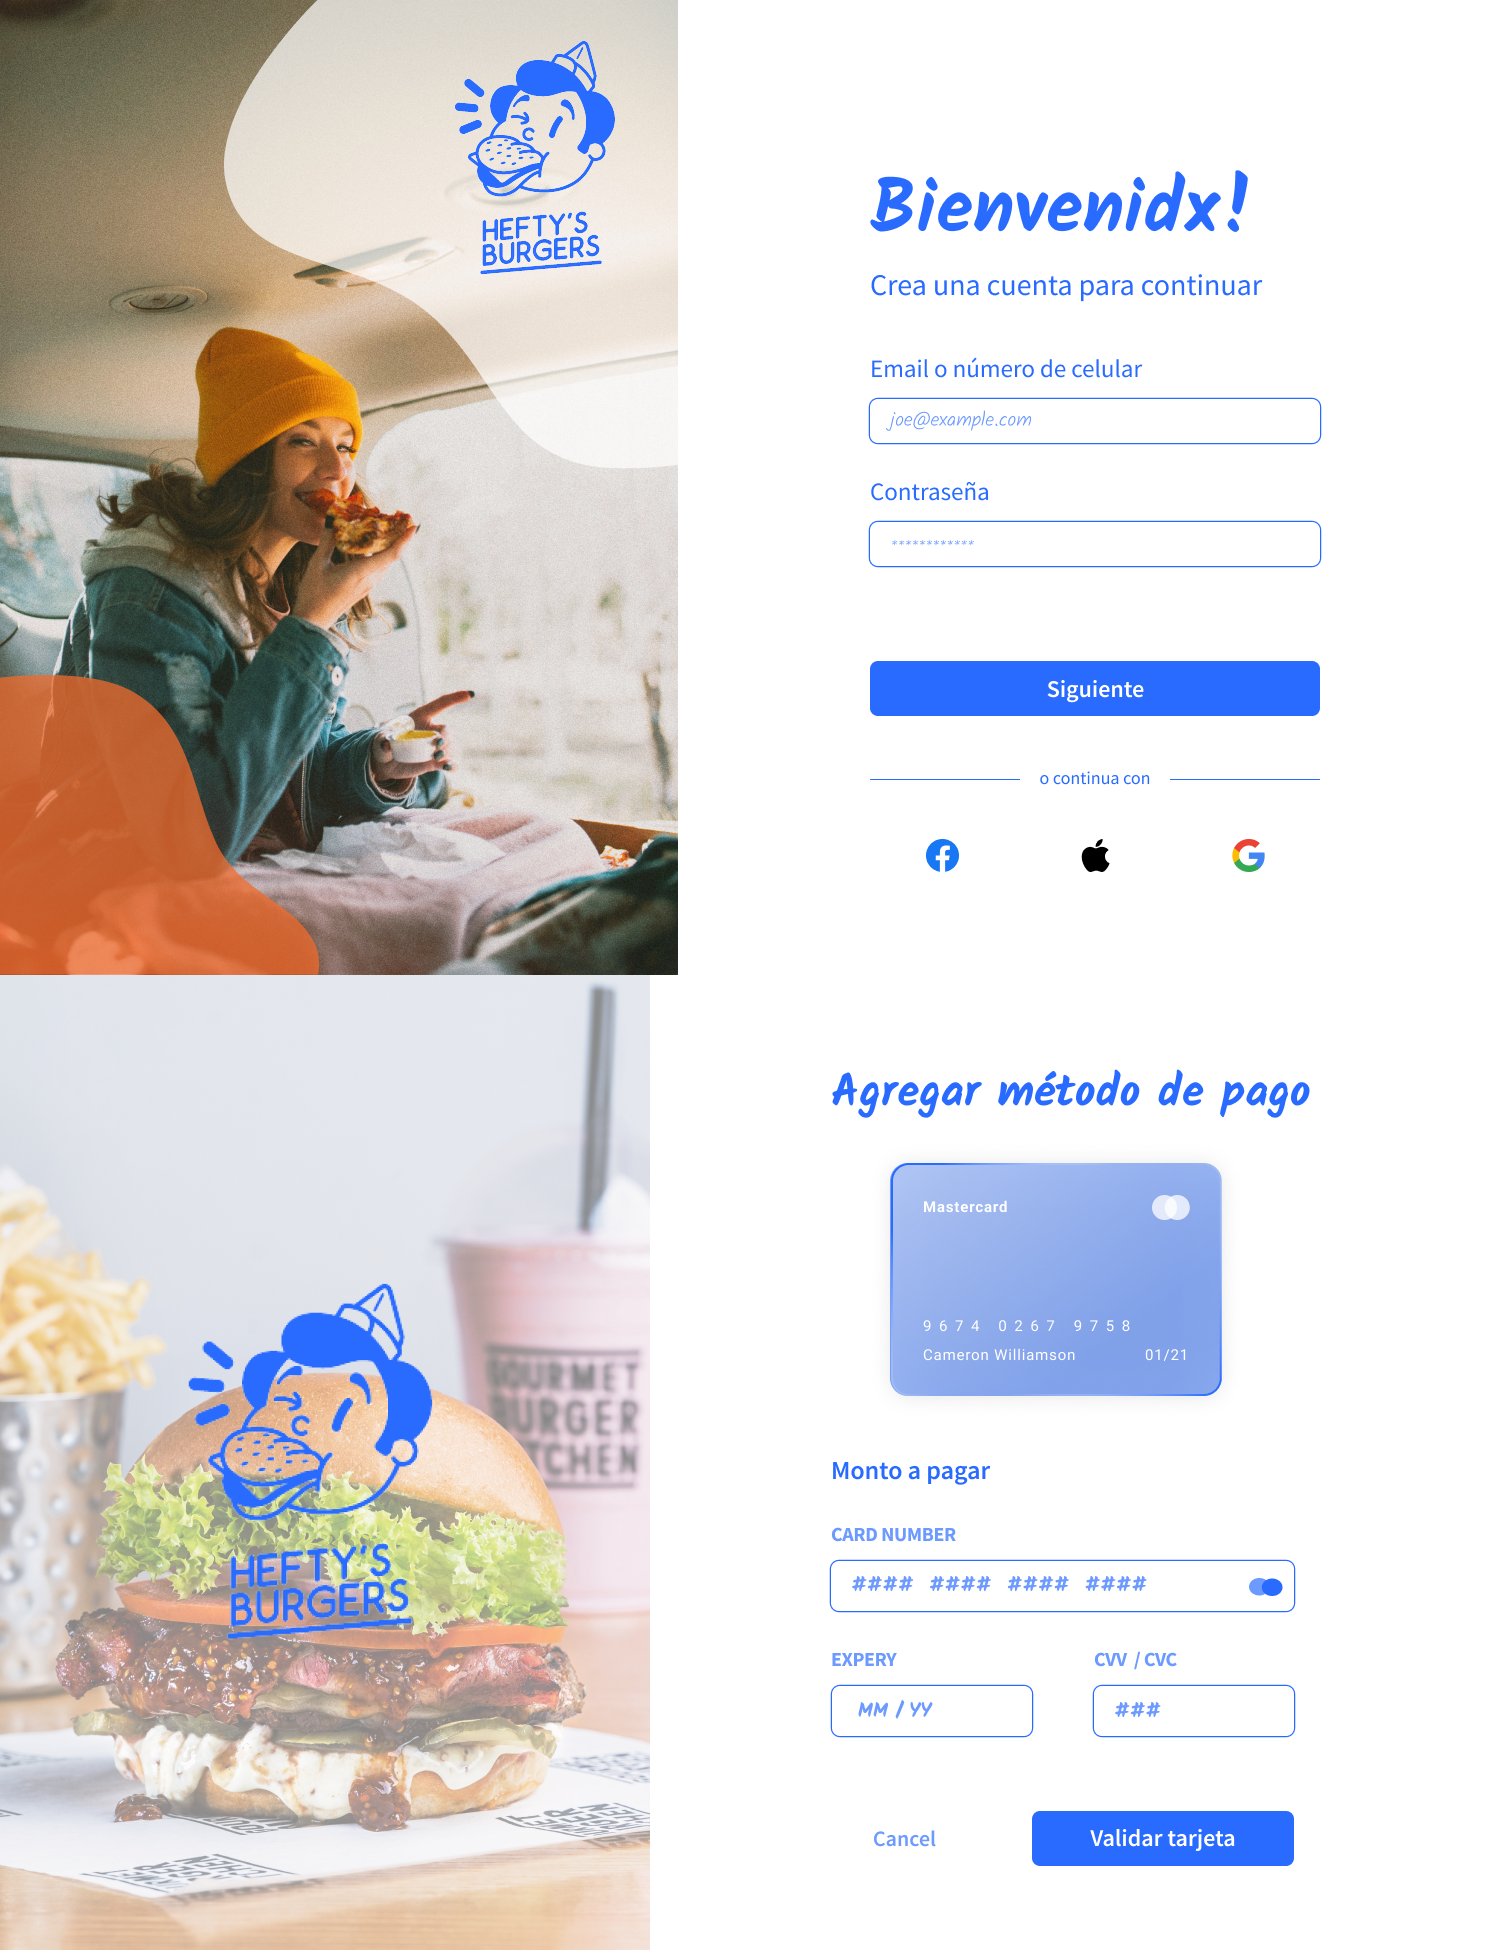 HEFTY'S
BURGERS
Bienvenidx!
Crea una cuenta para continuar
Email o número de celular
joe@example.com
Contraseña
************
Siguiente
o continua con
HEFTY'S
BURGERS
GOURMET
BURGER
Agregar método de pago
Mastercard
9674 0267 9758
Cameron Williamson 01/21
Monto a pagar
CARD NUMBER
#### #### #### ####
EXPERY CVV / CVC
MM / YY ###
Cancel Validar tarjeta